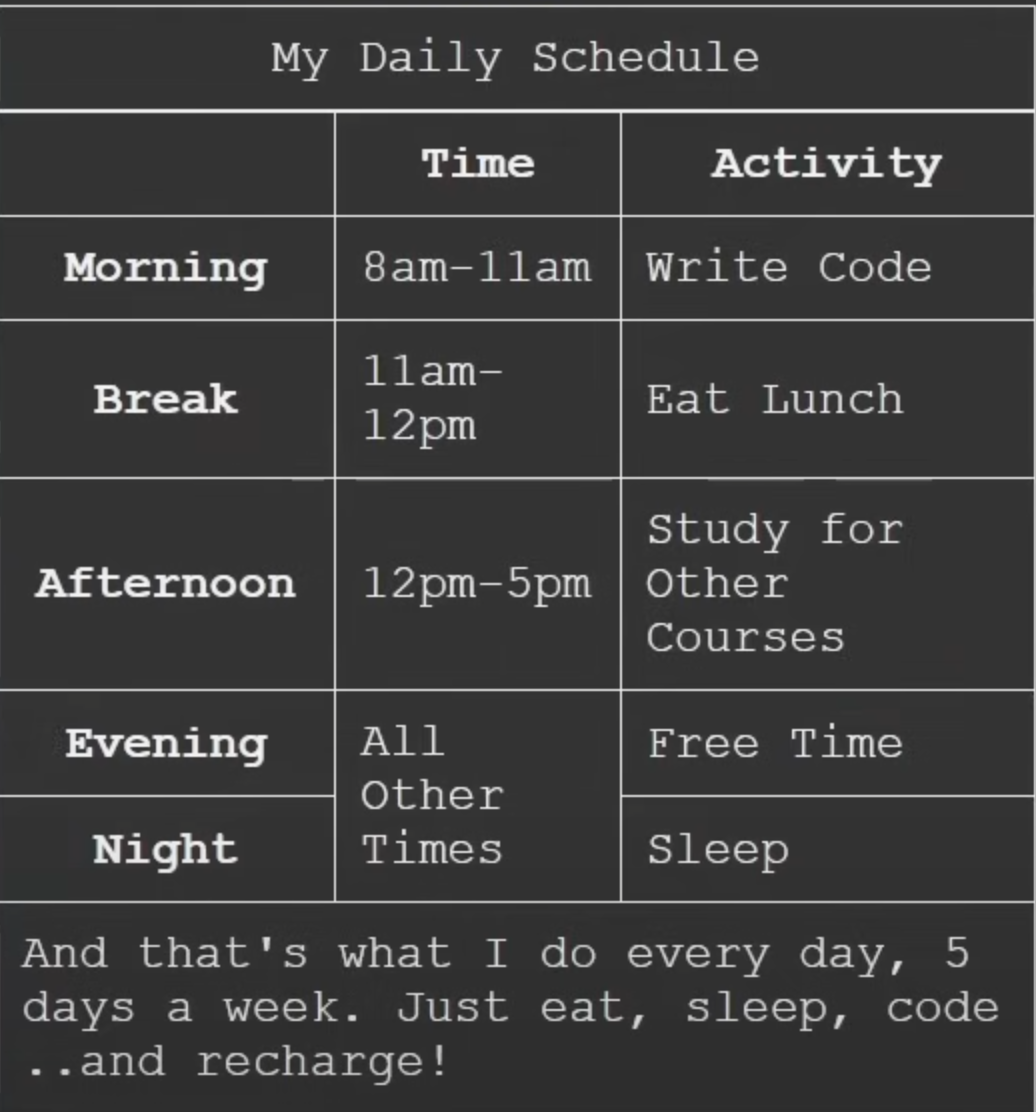 My Daily Schedule
Time Activity
Morning 8am-11am Write Code
Break 11am-
12pm Eat Lunch
Afternoon 12pm-5pm Study for
Other
Courses
Evening All
Other
Times Free Time
Night Sleep
And that's what I do every day, 5
days a week. Just eat, sleep, code
..and recharge!